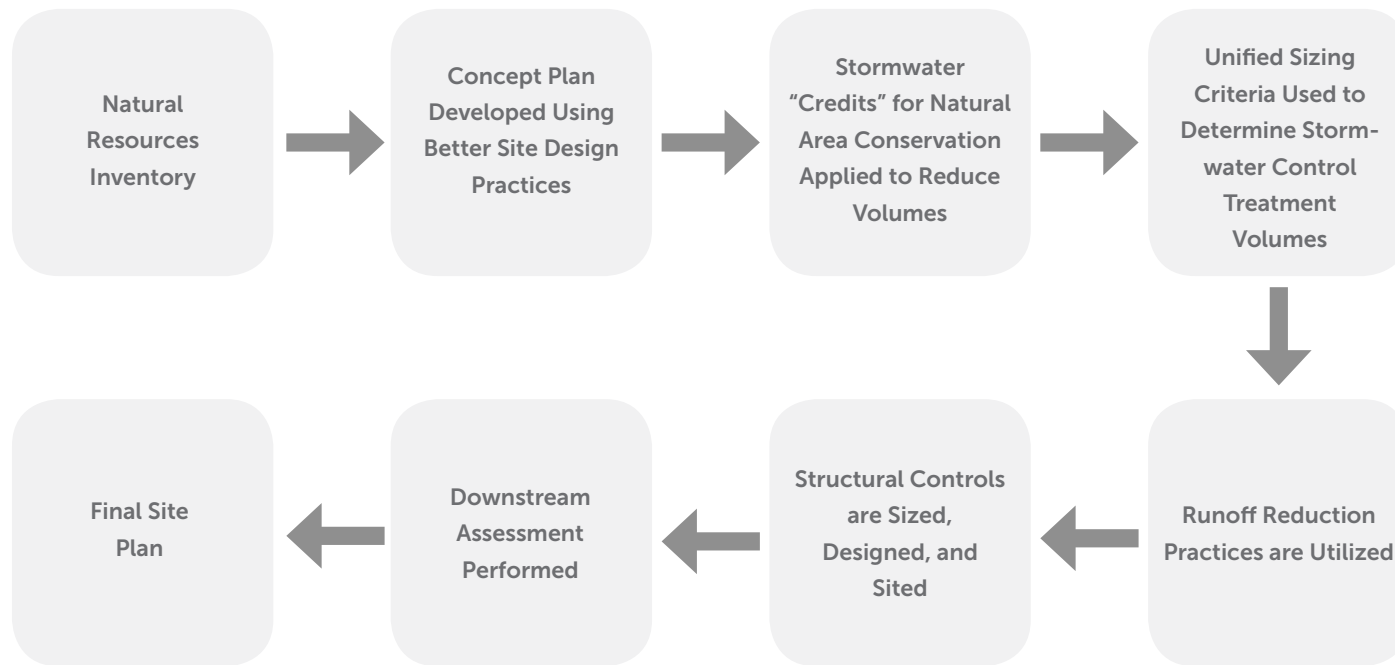 Natural
Resources
Inventory
Concept Plan
Developed Using
Better Site Design
Practices
Stormwater
“Credits” for Natural
Area Conservation
Applied to Reduce
Volumes
Unified Sizing
Criteria Used to
Determine Storm-
water Control
Treatment
Volumes
Runoff Reduction
Practices are Utilized
Structural Controls
are Sized,
Designed, and
Sited
Downstream
Assessment
Performed
Final Site
Plan